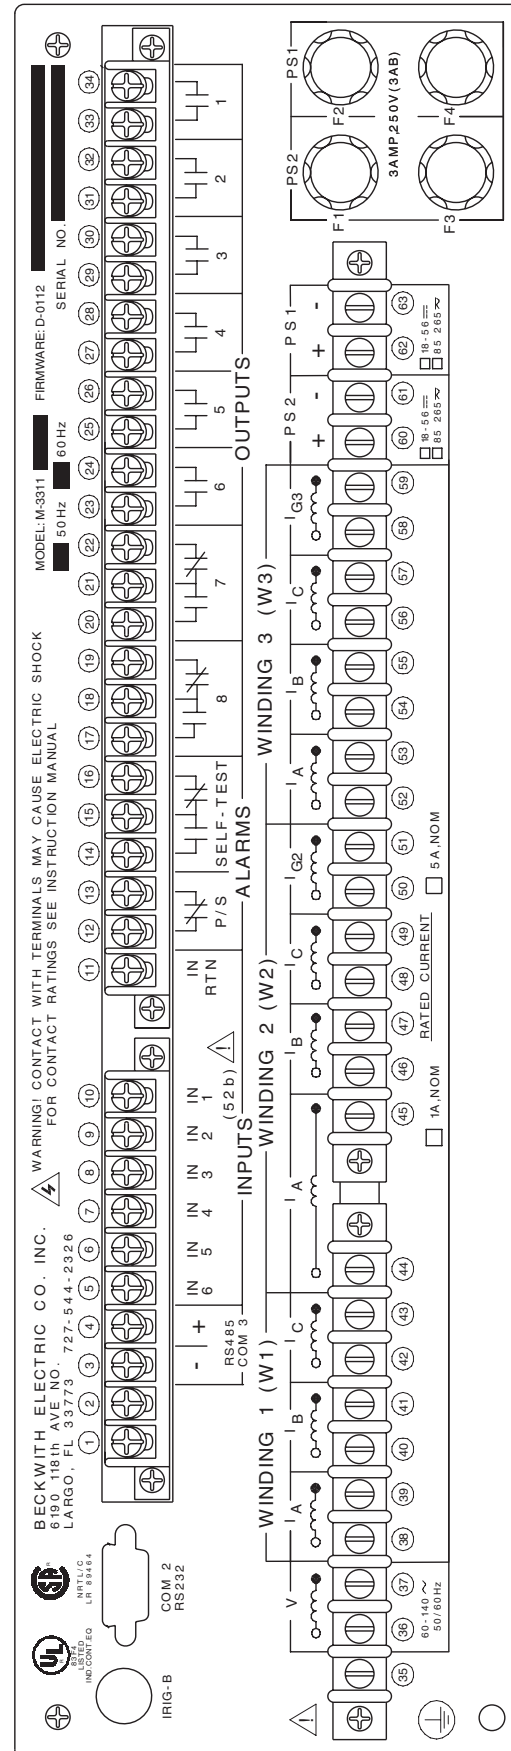 UL
R
83F4
LISTED
IND.CONT.EQ
SA
R
NRTL/C
LR 89464
BECKWITH ELECTRIC CO. INC.
6190 118th AVE NO.
LARGO, FL 33773 727-544-2326
WARNING! CONTACT WITH TERMINALS MAY CAUSE ELECTRIC SHOCK
FOR CONTACT RATINGS SEE INSTRUCTION MANUAL
MODEL: M-3311
FIRMWARE: D-0112
50Hz 60Hz
SERIAL NO.
1 2 3 4 5 6 7 8 9 10 11 12 13 14 15 16 17 18 19 20 21 22 23 24 25 26 27 28 29 30 31 32 33 34
IRIG-B
COM 2
RS232
- +
RS485
COM 3
IN 6
IN 5
IN 4
IN 3
IN 2
IN 1
(52b)
!
IN
RTN
INPUTS
P/S
SELF-TEST
ALARMS
8 7 6 5 4 3 2 1
OUTPUTS
PS2 PS1
F1 F2
3AMP,250V(3AB)
F3 F4
WINDING 1 (W1) WINDING 2 (W2) WINDING 3 (W3)
!
V
IA IB IC
IA IB IC IG2
IA IB IC IG3
PS2 PS1
+ - + -
35 36 37 38 39 40 41 42 43 44 45 46 47 48 49 50 51 52 53 54 55 56 57 58 59 60 61 62 63
60-140 ~
50/60Hz
RATED CURRENT
1A,NOM 5A,NOM
18-56
85 265
18-56
85 265